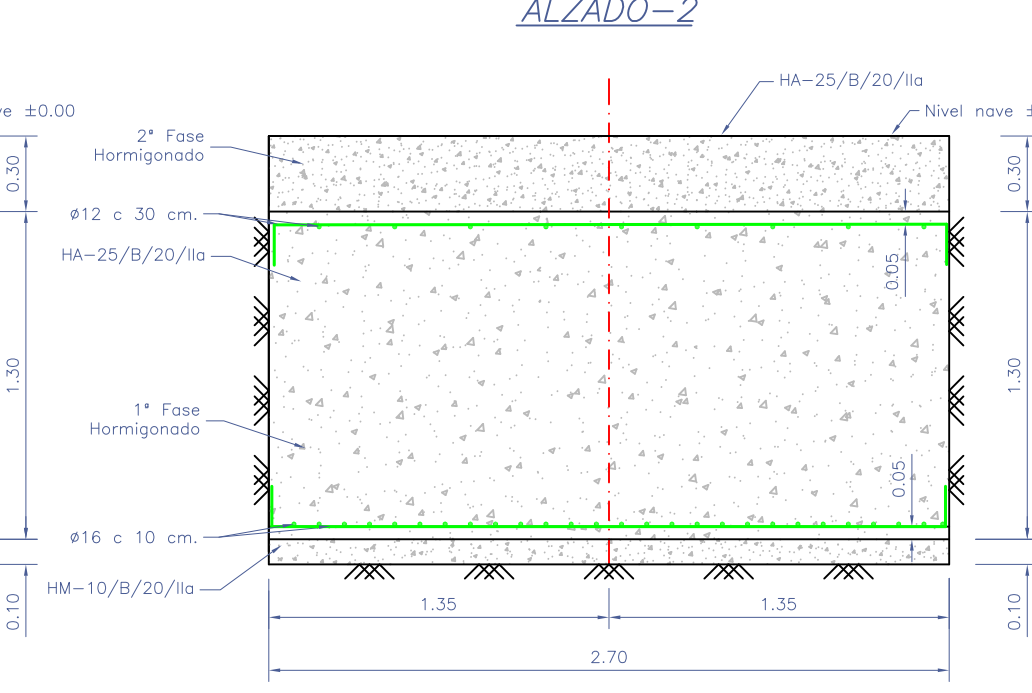 ALZADO-2
HA-25/B/20/IIa
±0.00
Nivel nave
2ª Fase
Hormigonado
0.30
0.30
Ø12 c 30 cm.
HA-25/B/20/IIa
0.05
1.30
1.30
1ª Fase
Hormigonado
0.05
Ø16 c 10 cm.
HM-10/B/20/IIa
0.10
0.10
1.35
1.35
2.70